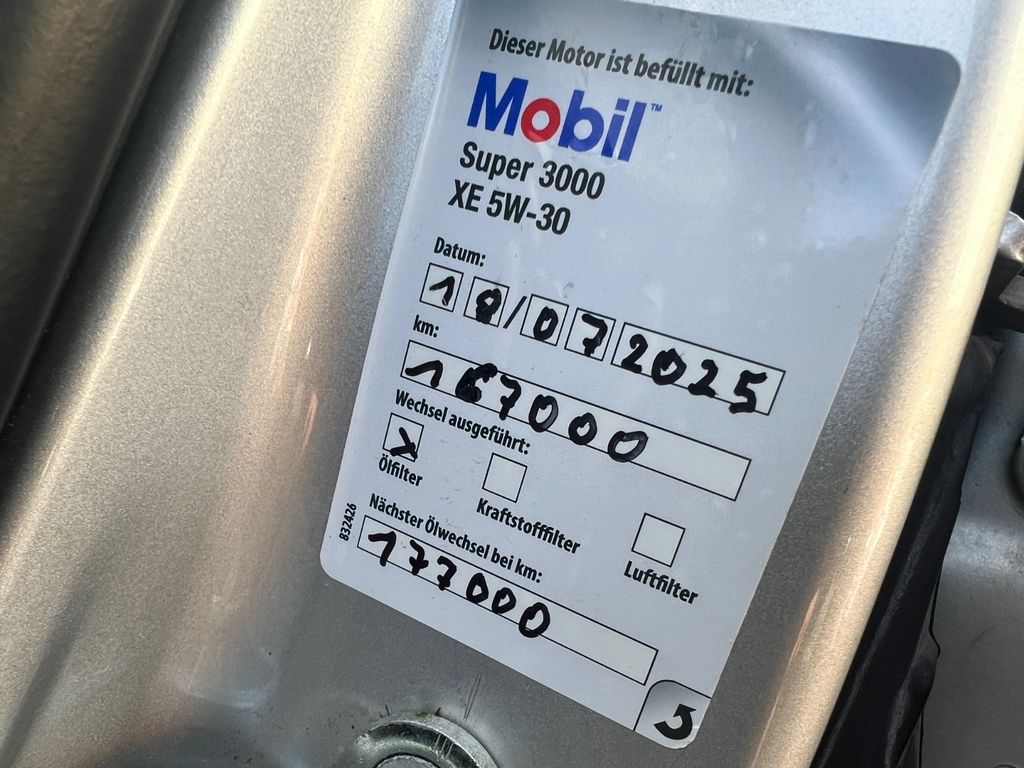 Dieser Motor ist befüllt mit:
Mobil™
Super 3000
XE 5W-30
Datum:
18/07 2025
km:
167000
Wechsel ausgeführt:
Ölfilter
Kraftstofffilter
Luftfilter
Nächster Ölwechsel bei km:
177000
832426
5